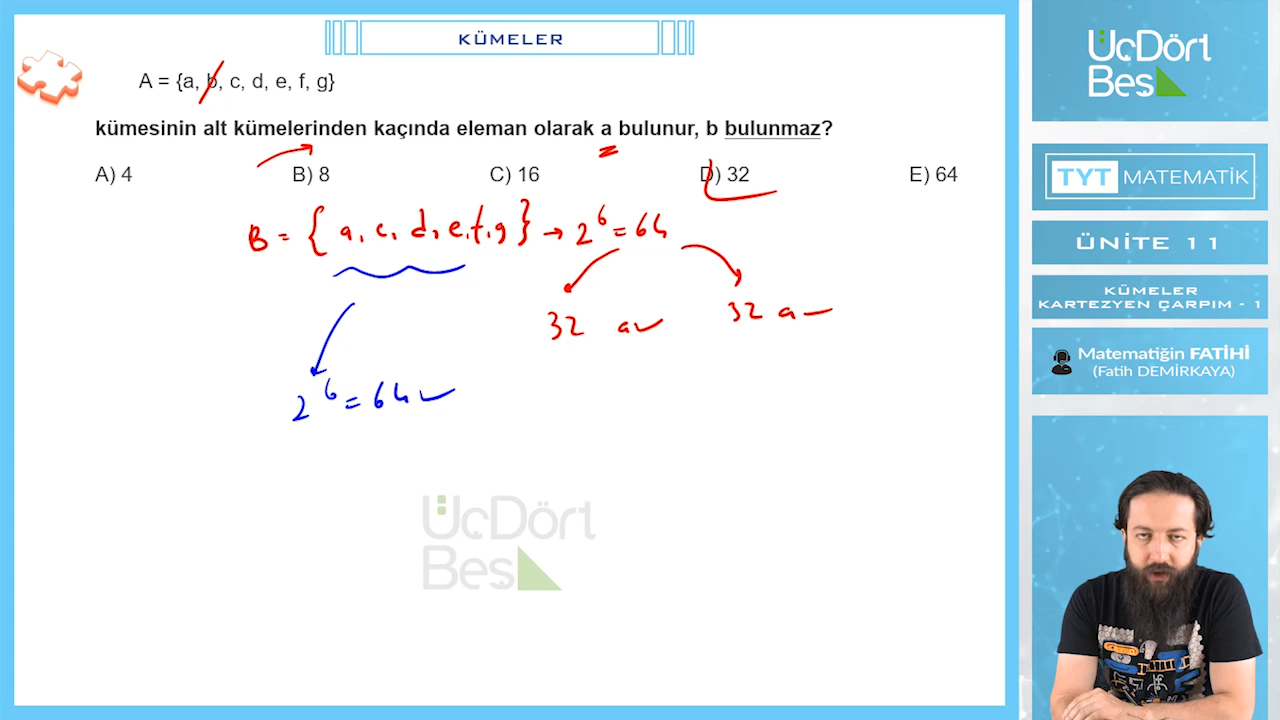 KÜMELER
A = {a, b, c, d, e, f, g}
kümesinin alt kümelerinden kaçında eleman olarak a bulunur, b bulunmaz?
A) 4 B) 8 C) 16 D) 32 E) 64
B = { a, c, d, e, f, g } → 2⁶ = 64
32 a✓ 32 a —
2⁶ = 64 ✓
ÜçDört
Beş
ÜçDört
Beş
TYT MATEMATİK
ÜNİTE 11
KÜMELER
KARTEZYEN ÇARPIM - 1
Matematiğin FATİHİ
(Fatih DEMİRKAYA)